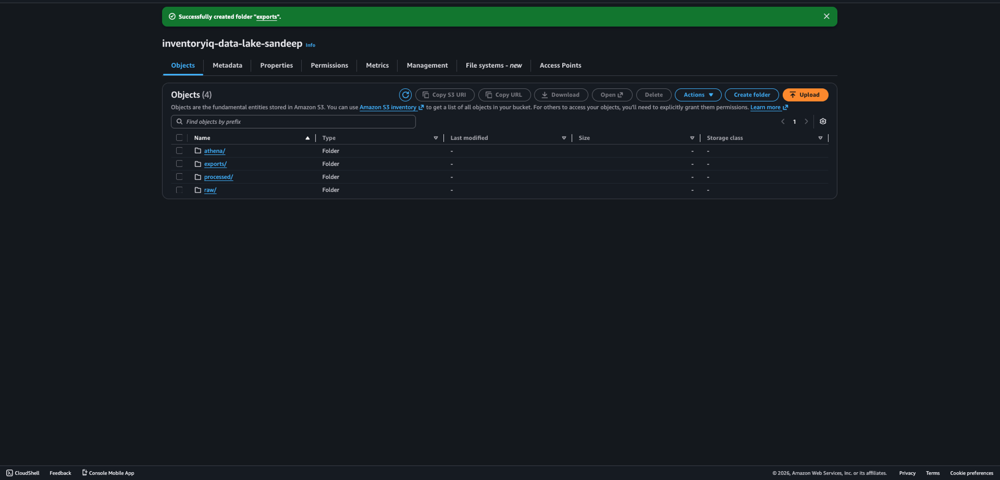 Successfully created folder "exports".
inventoryiq-data-lake-sandeep Info
Objects Metadata Properties Permissions Metrics Management File systems - new Access Points
Objects (4) Copy S3 URI Copy URL Download Open Delete Actions Create folder Upload
Objects are the fundamental entities stored in Amazon S3. You can use Amazon S3 inventory to get a list of all objects in your bucket. For others to access your objects, you'll need to explicitly grant them permissions. Learn more
Find objects by prefix 1
Name Type Last modified Size Storage class
athena/ Folder - - -
exports/ Folder - - -
processed/ Folder - - -
raw/ Folder - - -
CloudShell Feedback Console Mobile App © 2026, Amazon Web Services, Inc. or its affiliates. Privacy Terms Cookie preferences